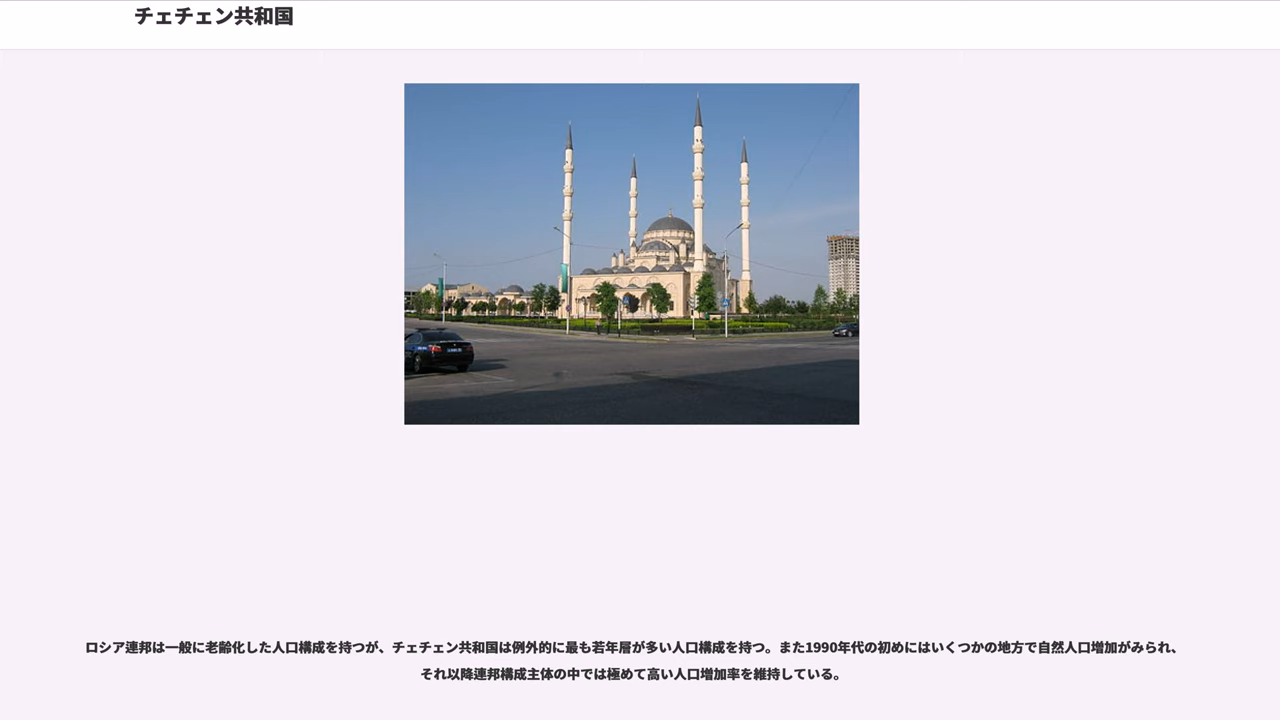 チェチェン共和国
ロシア連邦は一般に老齢化した人口構成を持つが、チェチェン共和国は例外的に最も若年層が多い人口構成を持つ。また1990年代の初めにはいくつかの地方で自然人口増加がみられ、
それ以降連邦構成主体の中では極めて高い人口増加率を維持している。